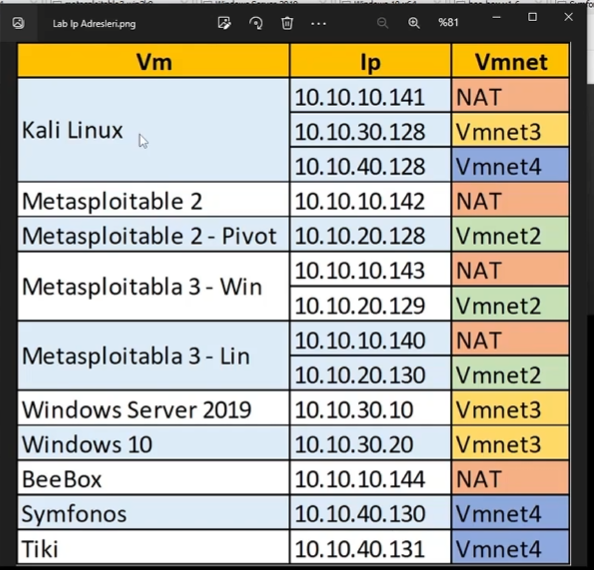 Lab Ip Adresleri.png
%81
Vm Ip Vmnet
Kali Linux 10.10.10.141 NAT
10.10.30.128 Vmnet3
10.10.40.128 Vmnet4
Metasploitable 2 10.10.10.142 NAT
Metasploitable 2 - Pivot 10.10.20.128 Vmnet2
Metasploitabla 3 - Win 10.10.10.143 NAT
10.10.20.129 Vmnet2
Metasploitabla 3 - Lin 10.10.10.140 NAT
10.10.20.130 Vmnet2
Windows Server 2019 10.10.30.10 Vmnet3
Windows 10 10.10.30.20 Vmnet3
BeeBox 10.10.10.144 NAT
Symfonos 10.10.40.130 Vmnet4
Tiki 10.10.40.131 Vmnet4